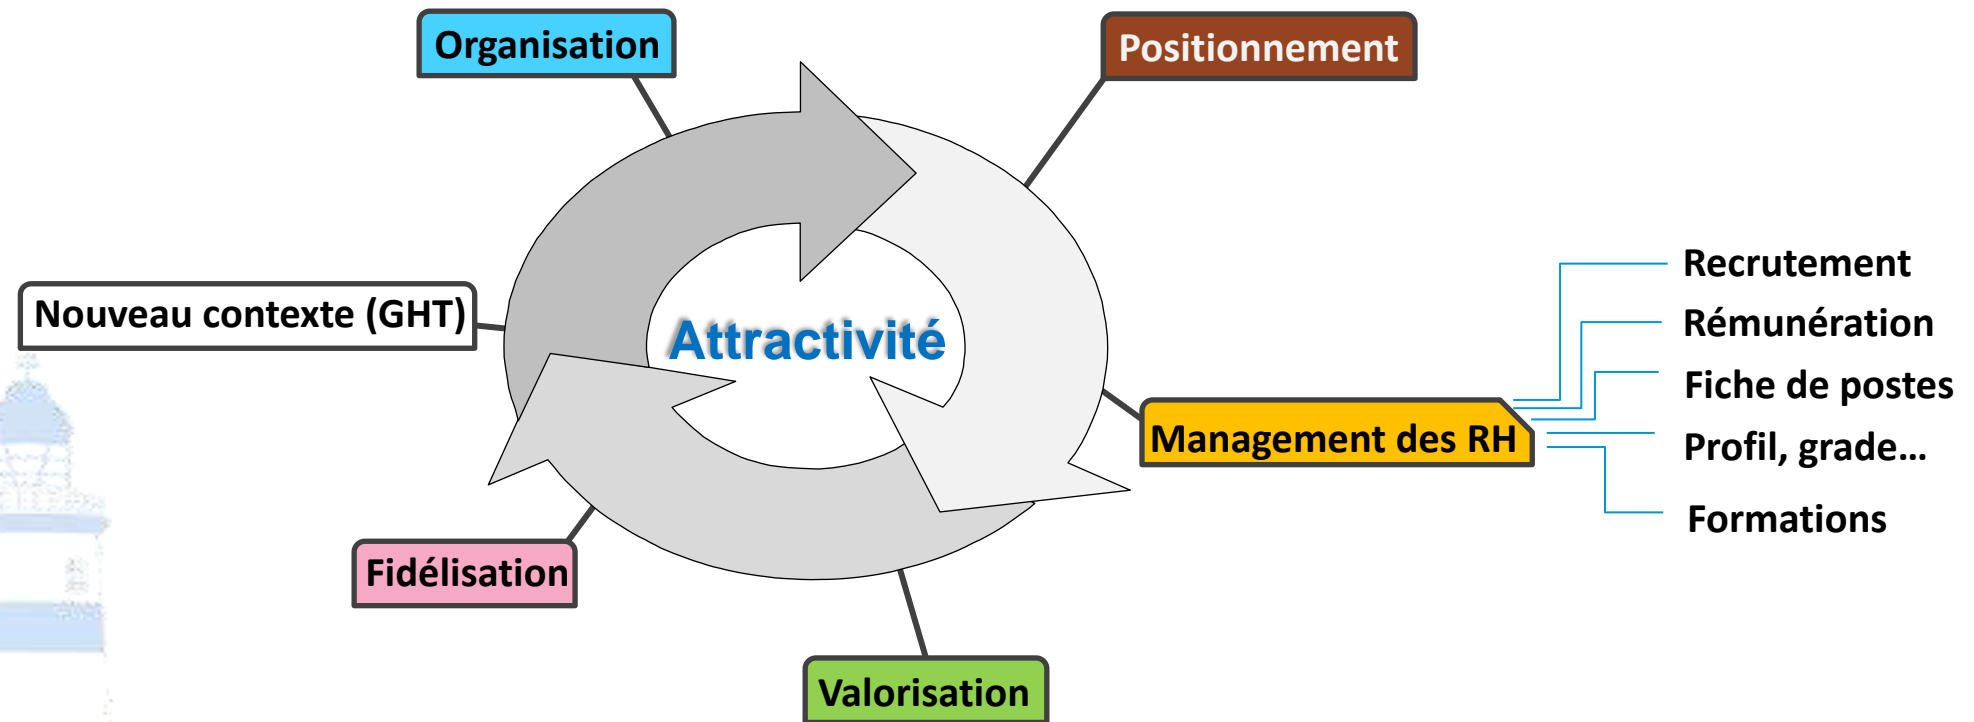 Organisation
Positionnement
Nouveau contexte (GHT)
Attractivité
Recrutement
Rémunération
Fiche de postes
Management des RH
Profil, grade…
Formations
Fidélisation
Valorisation